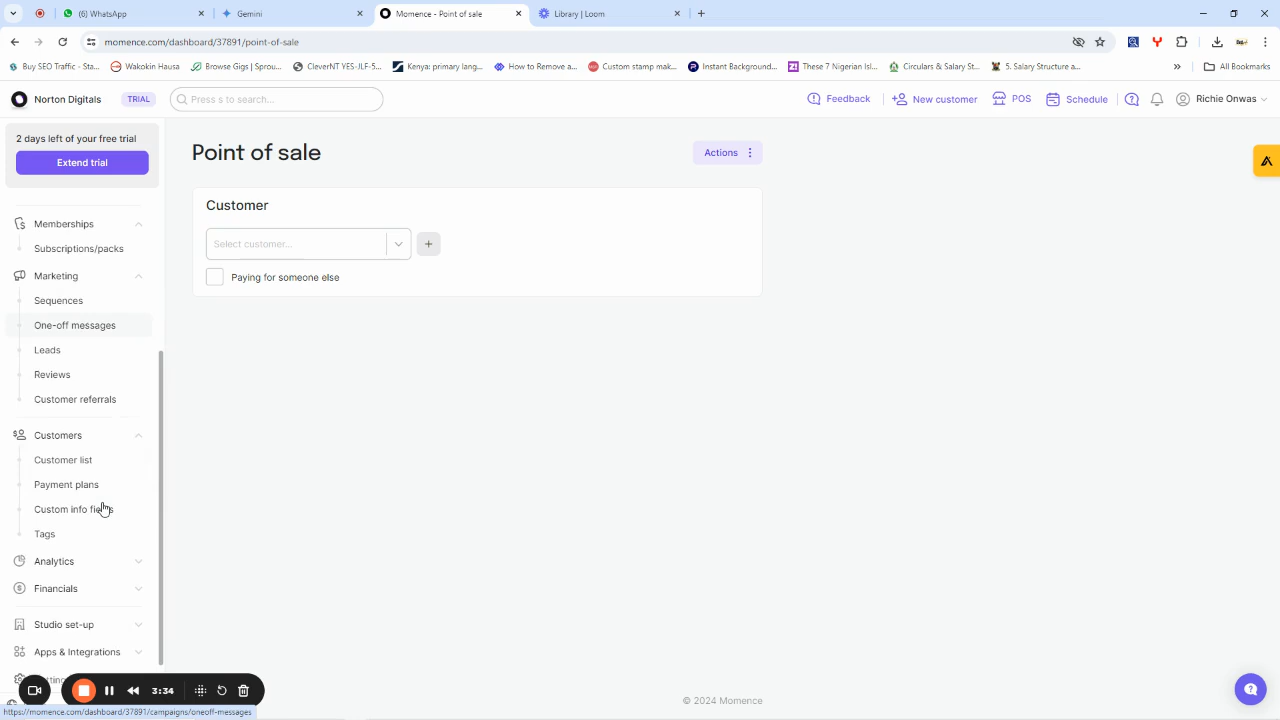 (6) WhatsApp
Gemini
Momence - Point of sale
Library | Loom
momence.com/dashboard/37891/point-of-sale
Buy SEO Traffic - Sta...
Wakokin Hausa
Browse Gigs | Sprou...
CleverNT YES-JLF-5...
Kenya: primary lang...
How to Remove a...
Custom stamp mak...
Instant Background...
These 7 Nigerian Isl...
Circulars & Salary St...
5. Salary Structure a...
All Bookmarks
Norton Digitals
TRIAL
Press s to search...
Feedback
New customer
POS
Schedule
Richie Onwas
2 days left of your free trial
Extend trial
Point of sale
Actions
Customer
Select customer...
Paying for someone else
Memberships
Subscriptions/packs
Marketing
Sequences
One-off messages
Leads
Reviews
Customer referrals
Customers
Customer list
Payment plans
Custom info fields
Tags
Analytics
Financials
Studio set-up
Apps & Integrations
3:34
https://momence.com/dashboard/37891/campaigns/oneoff-messages
© 2024 Momence